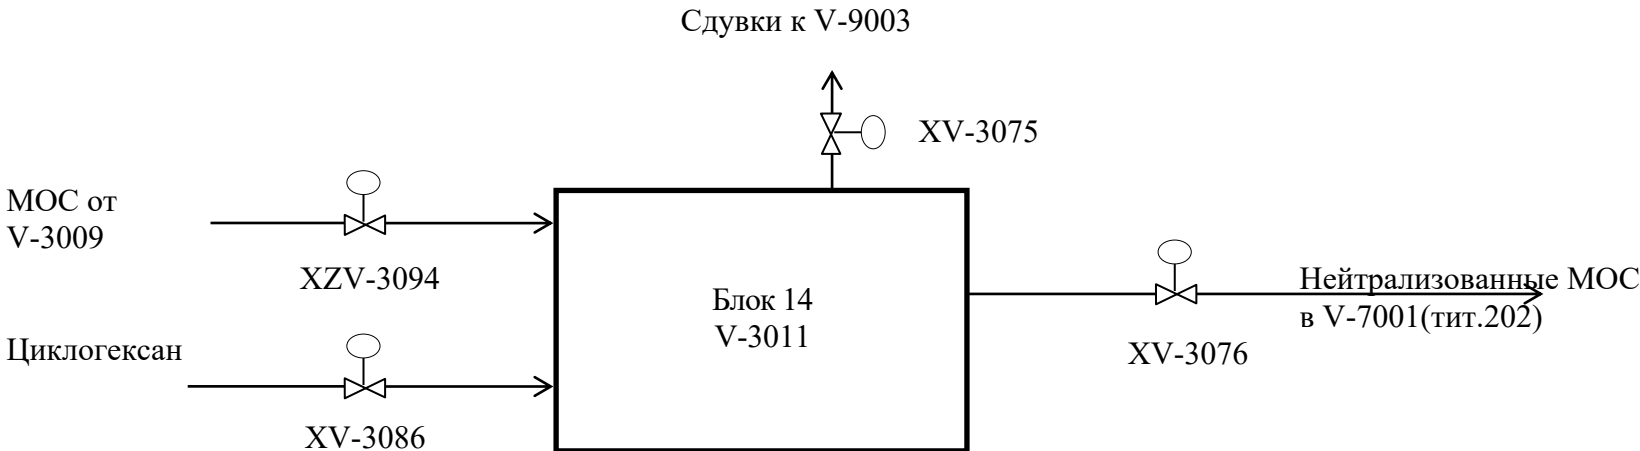 Сдувки к V-9003
XV-3075
МОС от
V-3009
XZV-3094
Блок 14
V-3011
Нейтрализованные МОС
в V-7001(тит.202)
XV-3076
Циклогексан
XV-3086